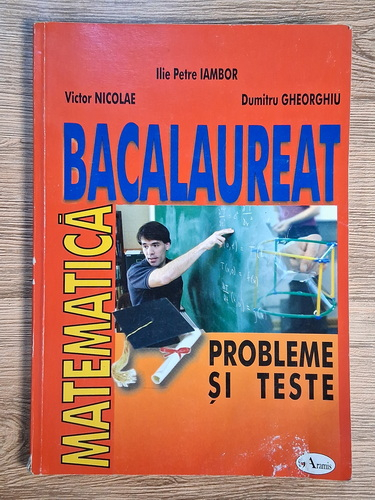 Ilie Petre IAMBOR
Victor NICOLAE
Dumitru GHEORGHIU
BACALAUREAT
MATEMATICĂ
PROBLEME
ȘI TESTE
Aramis